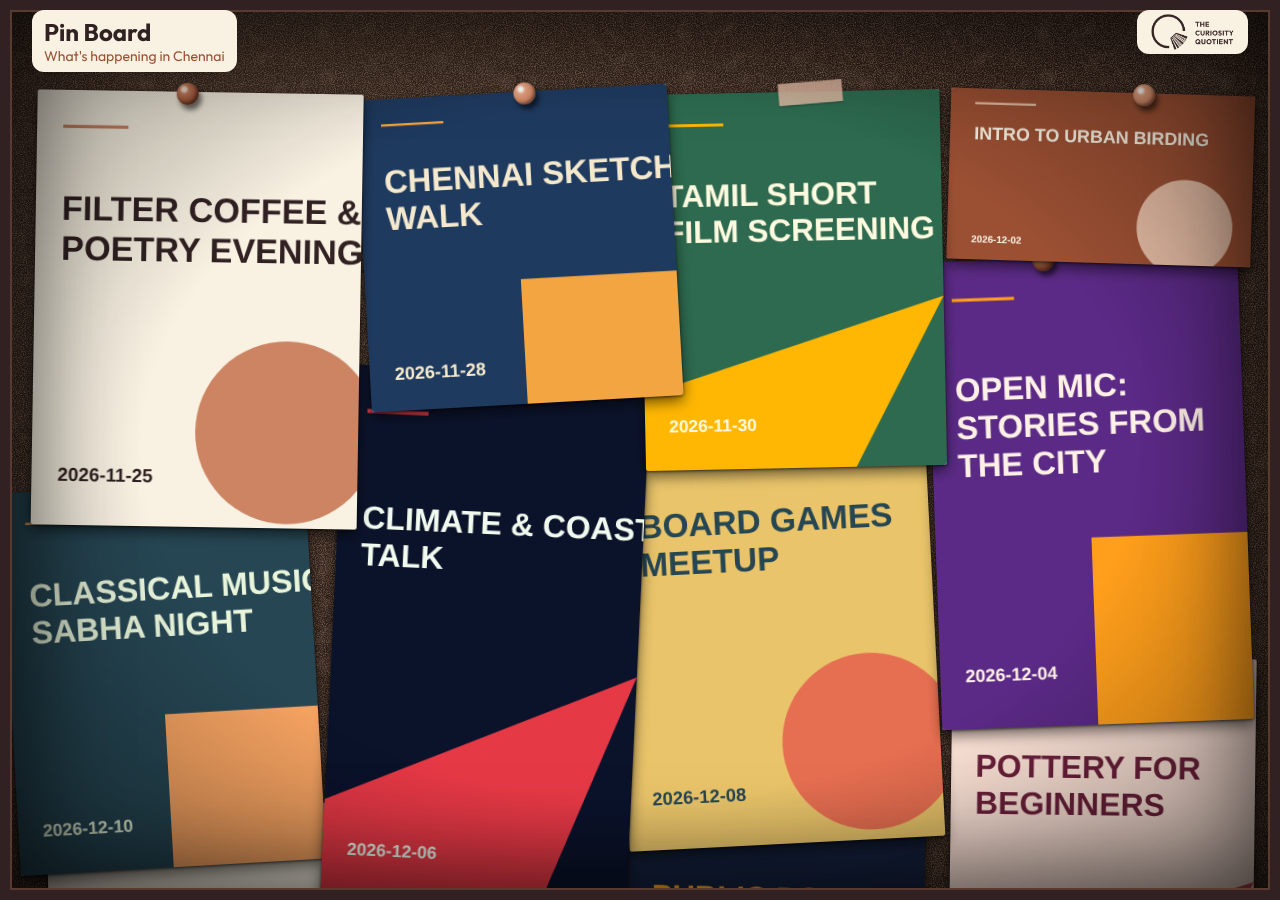 Pin Board
What's happening in Chennai
THE
CURIOSITY
QUOTIENT
FILTER COFFEE &
POETRY EVENING
2026-11-25
CHENNAI SKETCH
WALK
2026-11-28
TAMIL SHORT
FILM SCREENING
2026-11-30
INTRO TO URBAN BIRDING
2026-12-02
OPEN MIC:
STORIES FROM
THE CITY
2026-12-04
CLASSICAL MUSIC
SABHA NIGHT
2026-12-10
CLIMATE & COAST
TALK
2026-12-06
BOARD GAMES
MEETUP
2026-12-08
POTTERY FOR
BEGINNERS